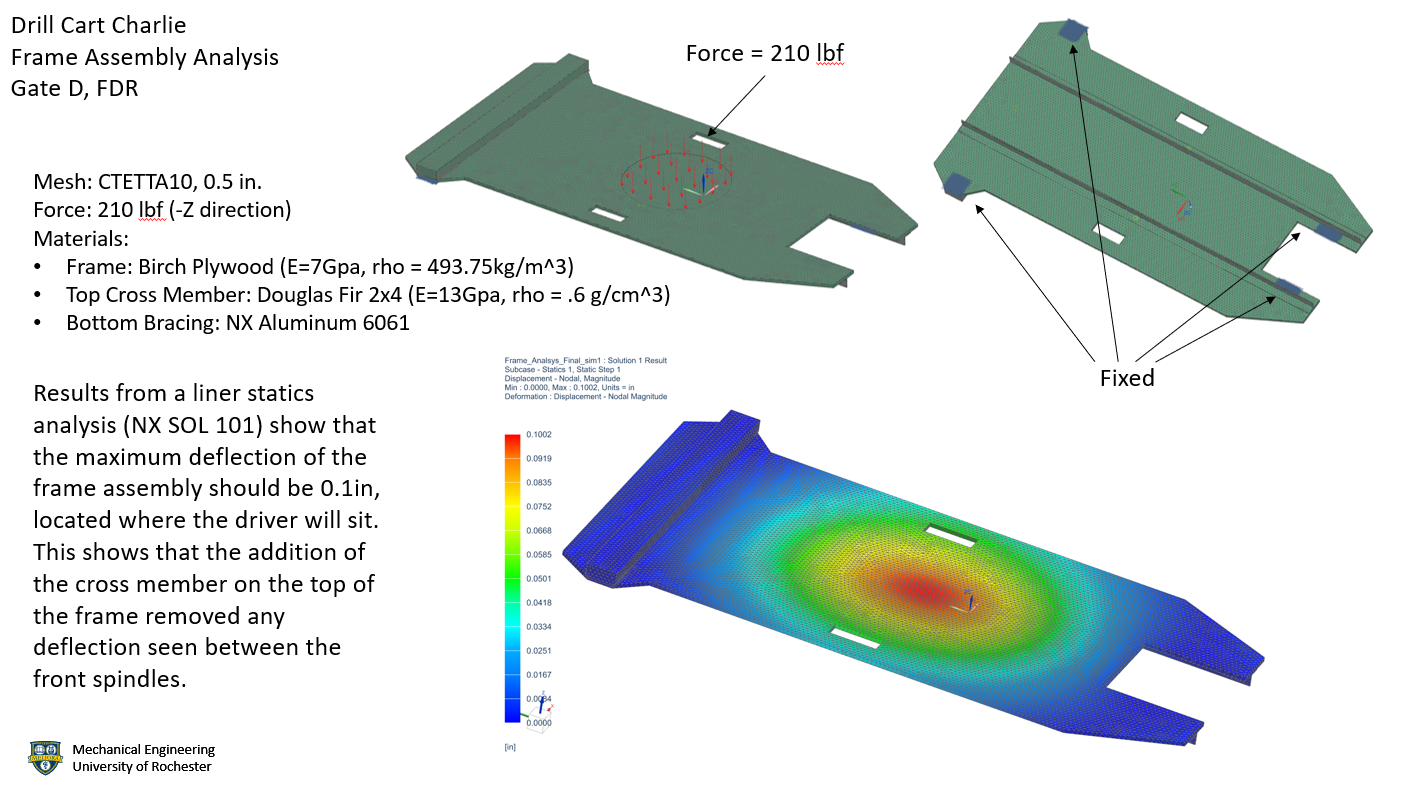 Drill Cart Charlie
Frame Assembly Analysis
Gate D, FDR
Force = 210 lbf
Mesh: CTETTA10, 0.5 in.
Force: 210 lbf (-Z direction)
Materials:
• Frame: Birch Plywood (E=7Gpa, rho = 493.75kg/m^3)
• Top Cross Member: Douglas Fir 2x4 (E=13Gpa, rho = .6 g/cm^3)
• Bottom Bracing: NX Aluminum 6061
Fixed
Results from a liner statics
analysis (NX SOL 101) show that
the maximum deflection of the
frame assembly should be 0.1in,
located where the driver will sit.
This shows that the addition of
the cross member on the top of
the frame removed any
deflection seen between the
front spindles.
Frame_Analsys_Final_sim1 : Solution 1 Result
Subcase - Statics 1, Static Step 1
Displacement - Nodal, Magnitude
Min : 0.0000, Max : 0.1002, Units = in
Deformation : Displacement - Nodal Magnitude
0.1002
0.0919
0.0835
0.0752
0.0668
0.0585
0.0501
0.0418
0.0334
0.0251
0.0167
0.0084
0.0000
[in]
MELIORA
Mechanical Engineering
University of Rochester